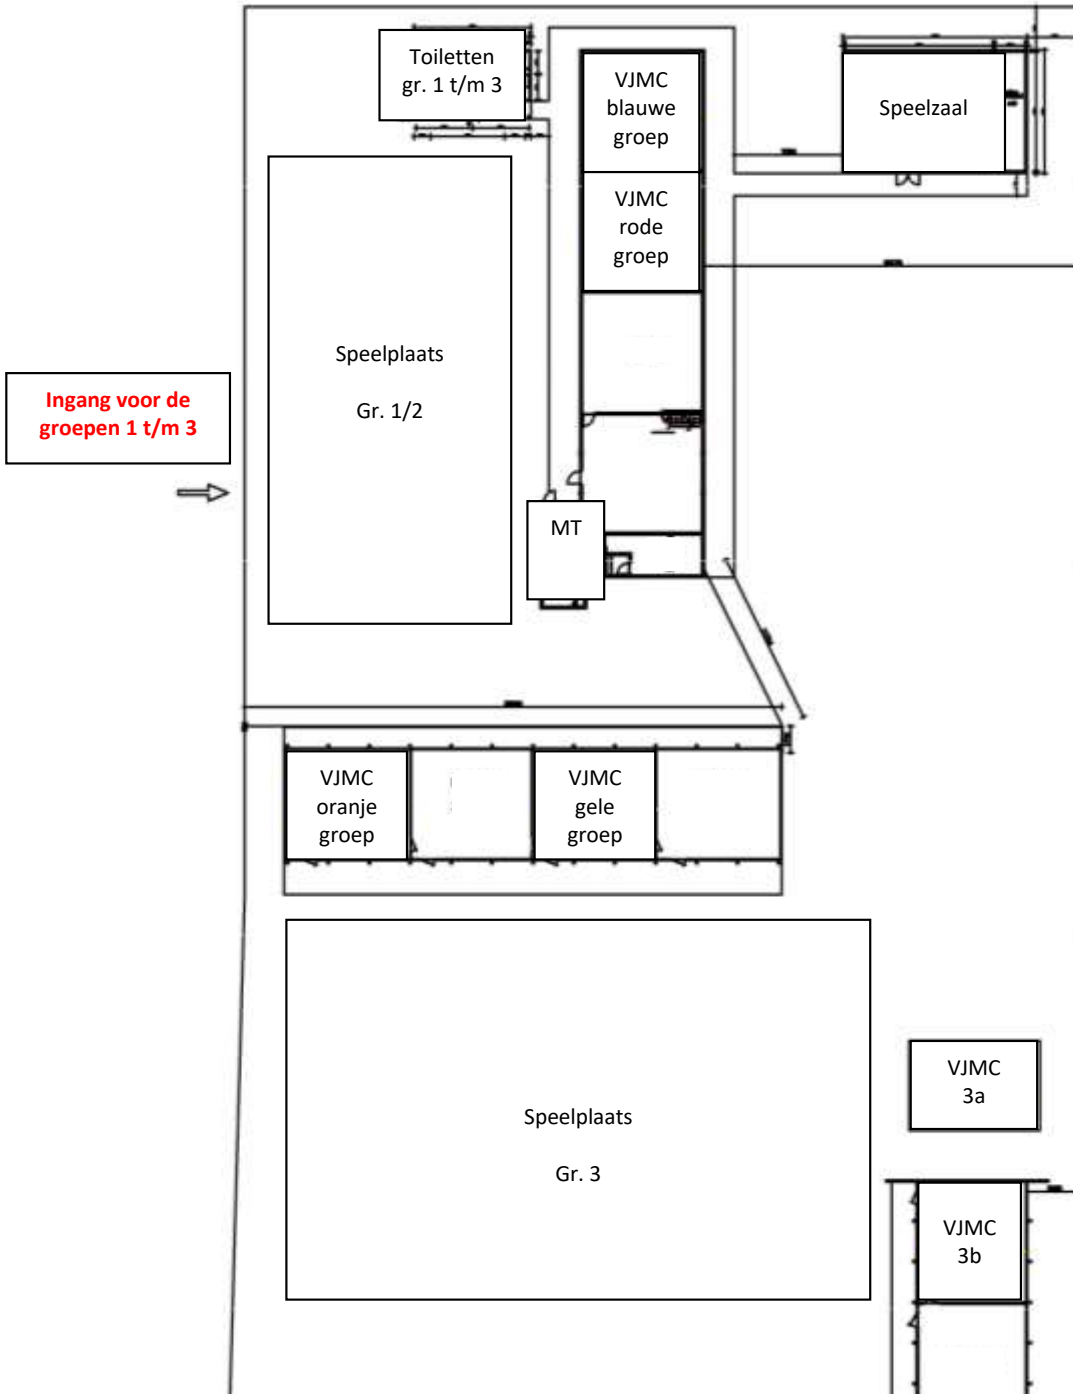 Toiletten
gr. 1 t/m 3
VJMC
blauwe
groep
Speelzaal
VJMC
rode
groep
Speelplaats
Gr. 1/2
Ingang voor de
groepen 1 t/m 3
MT
VJMC
oranje
groep
VJMC
gele
groep
Speelplaats
Gr. 3
VJMC
3a
VJMC
3b